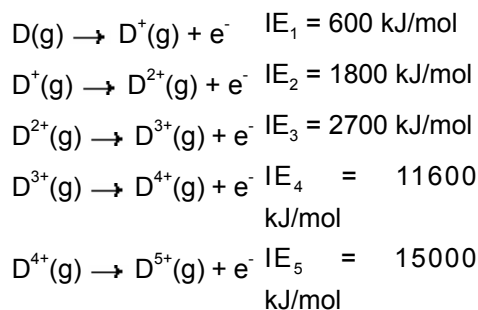 D(g) → D⁺(g) + e⁻ IE₁ = 600 kJ/mol
D⁺(g) → D²⁺(g) + e⁻ IE₂ = 1800 kJ/mol
D²⁺(g) → D³⁺(g) + e⁻ IE₃ = 2700 kJ/mol
D³⁺(g) → D⁴⁺(g) + e⁻ IE₄ = 11600
kJ/mol
D⁴⁺(g) → D⁵⁺(g) + e⁻ IE₅ = 15000
kJ/mol